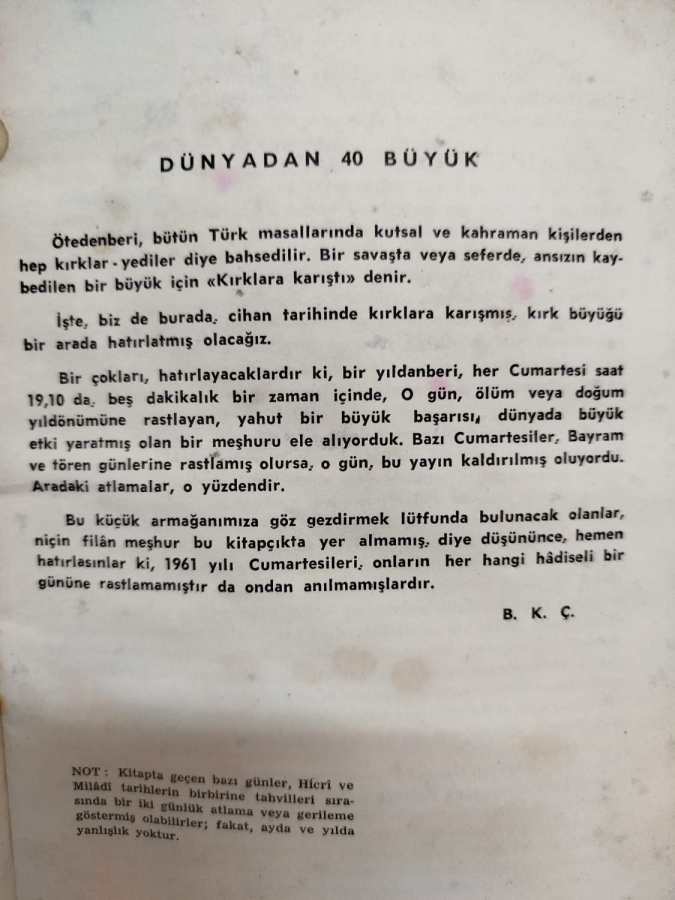 DÜNYADAN 40 BÜYÜK
Ötedenberi, bütün Türk masallarında kutsal ve kahraman kişilerden
hep kırklar - yediler diye bahsedilir. Bir savaşta veya seferde, ansızın kay-
bedilen bir büyük için «Kırklara karıştı» denir.
İşte, biz de burada, cihan tarihinde kırklara karışmış, kırk büyüğü
bir arada hatırlatmış olacağız.
Bir çokları, hatırlayacaklardır ki, bir yıldanberi, her Cumartesi saat
19,10 da, beş dakikalık bir zaman içinde, O gün, ölüm veya doğum
yıldönümüne rastlayan, yahut bir büyük başarısı, dünyada büyük
etki yaratmış olan bir meşhuru ele alıyorduk. Bazı Cumartesiler, Bayram
ve tören günlerine rastlamış olursa, o gün, bu yayın kaldırılmış oluyordu.
Aradaki atlamalar, o yüzdendir.
Bu küçük armağanımıza göz gezdirmek lûtfunda bulunacak olanlar,
niçin filân meşhur bu kitapçıkta yer almamış, diye düşününce, hemen
hatırlasınlar ki, 1961 yılı Cumartesileri, onların her hangi hâdiseli bir
gününe rastlamamıştır da ondan anılmamışlardır.
B. K. Ç.
NOT : Kitapta geçen bazı günler, Hicrî ve
Milâdî tarihlerin birbirine tahvilleri sıra-
sında bir iki günlük atlama veya gerileme
göstermiş olabilirler; fakat, ayda ve yılda
yanlışlık yoktur.